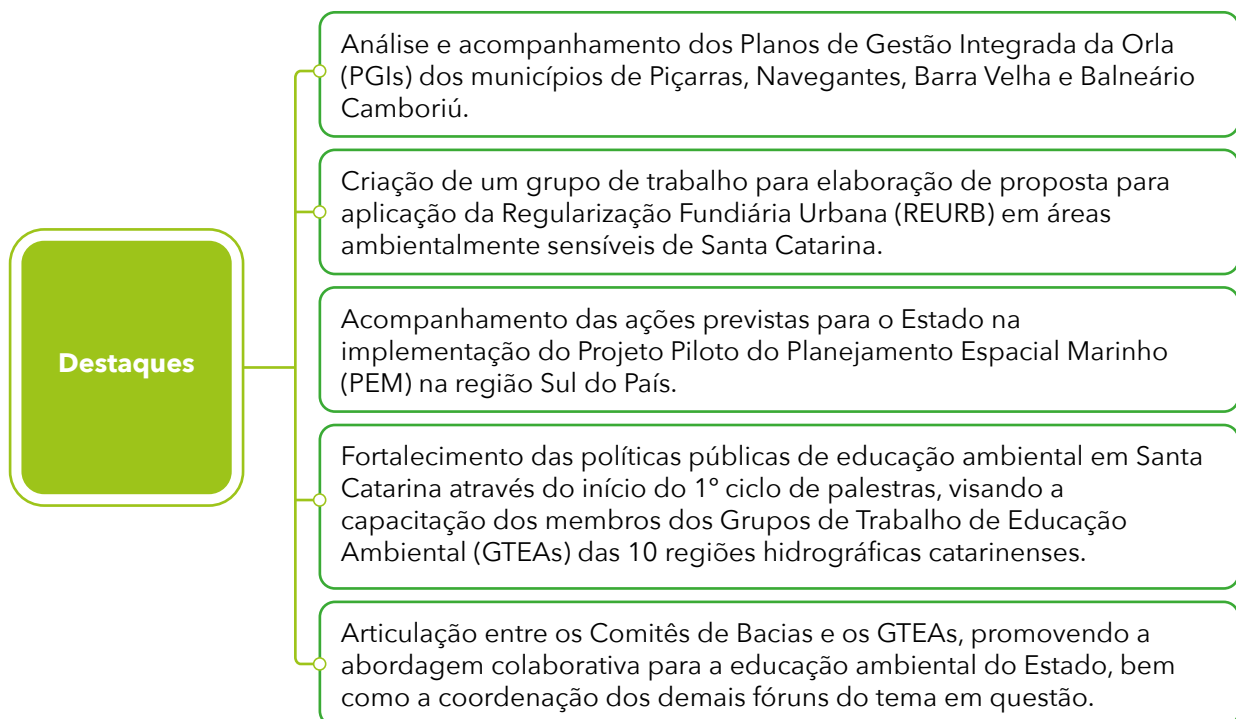 Destaques
Análise e acompanhamento dos Planos de Gestão Integrada da Orla
(PGIs) dos municípios de Piçarras, Navegantes, Barra Velha e Balneário
Camboriú.
Criação de um grupo de trabalho para elaboração de proposta para
aplicação da Regularização Fundiária Urbana (REURB) em áreas
ambientalmente sensíveis de Santa Catarina.
Acompanhamento das ações previstas para o Estado na
implementação do Projeto Piloto do Planejamento Espacial Marinho
(PEM) na região Sul do País.
Fortalecimento das políticas públicas de educação ambiental em Santa
Catarina através do início do 1º ciclo de palestras, visando a
capacitação dos membros dos Grupos de Trabalho de Educação
Ambiental (GTEAs) das 10 regiões hidrográficas catarinenses.
Articulação entre os Comitês de Bacias e os GTEAs, promovendo a
abordagem colaborativa para a educação ambiental do Estado, bem
como a coordenação dos demais fóruns do tema em questão.